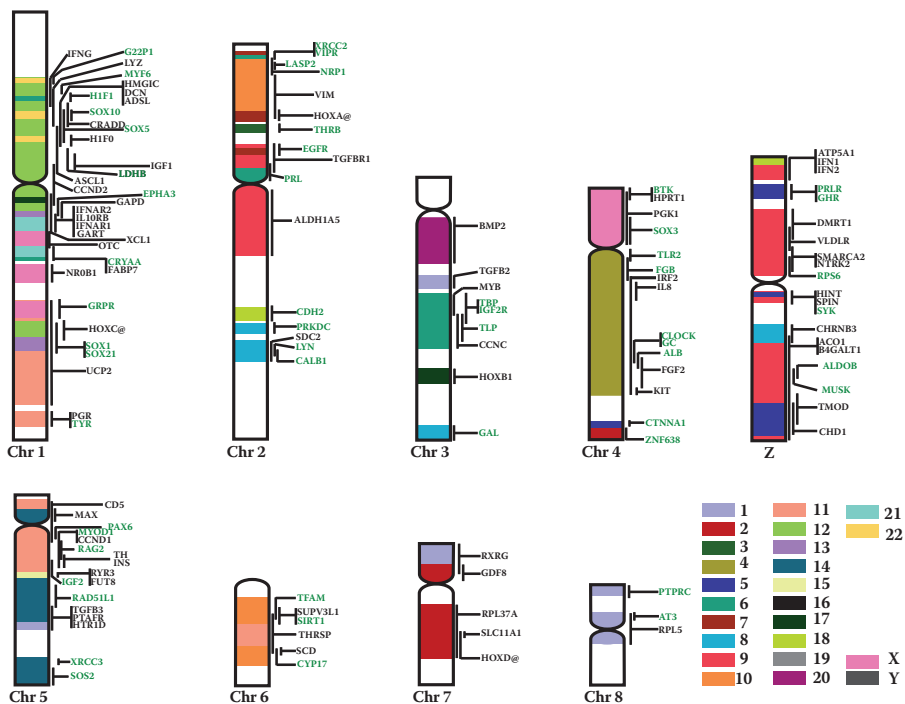 IFNG
G22P1
LYZ
MYF6
HMGIC
DCN
ADSL
H1F1
SOX10
CRADD
SOX5
H1F0
IGF1
LDHB
ASCL1
CCND2
EPHA3
GAPD
IFNAR2
IL10RB
IFNAR1
GART
XCL1
OTC
CRYAA
FABP7
NR0B1
GRPR
HOXC@
SOX1
SOX21
UCP2
PGR
TYR
Chr 1
XRCC2
VIPR
LASP2
NRP1
VIM
HOXA@
THRB
EGFR
TGFBR1
PRL
ALDH1A5
CDH2
PRKDC
SDC2
LYN
CALB1
Chr 2
BMP2
TGFB2
MYB
TBP
IGF2R
TLP
CCNC
HOXB1
GAL
Chr 3
BTK
HPRT1
PGK1
SOX3
TLR2
FGB
IRF2
IL8
CLOCK
GC
ALB
FGF2
KIT
CTNNA1
ZNF638
Chr 4
ATP5A1
IFN1
IFN2
PRLR
GHR
DMRT1
VLDLR
SMARCA2
NTRK2
RPS6
HINT
SPIN
SYK
CHRNB3
ACO1
B4GALT1
ALDOB
MUSK
TMOD
CHD1
Z
CD5
MAX
PAX6
MYOD1
CCND1
RAG2
TH
INS
RYR3
IGF2
FUT8
RAD51L1
TGFB3
PTAFR
HTR1D
XRCC3
SOS2
Chr 5
TFAM
SUPV3L1
SIRT1
THRSP
SCD
CYP17
Chr 6
RXRG
GDF8
RPL37A
SLC11A1
HOXD@
Chr 7
PTPRC
AT3
RPL5
Chr 8
1
2
3
4
5
6
7
8
9
10
11
12
13
14
15
16
17
18
19
20
21
22
X
Y